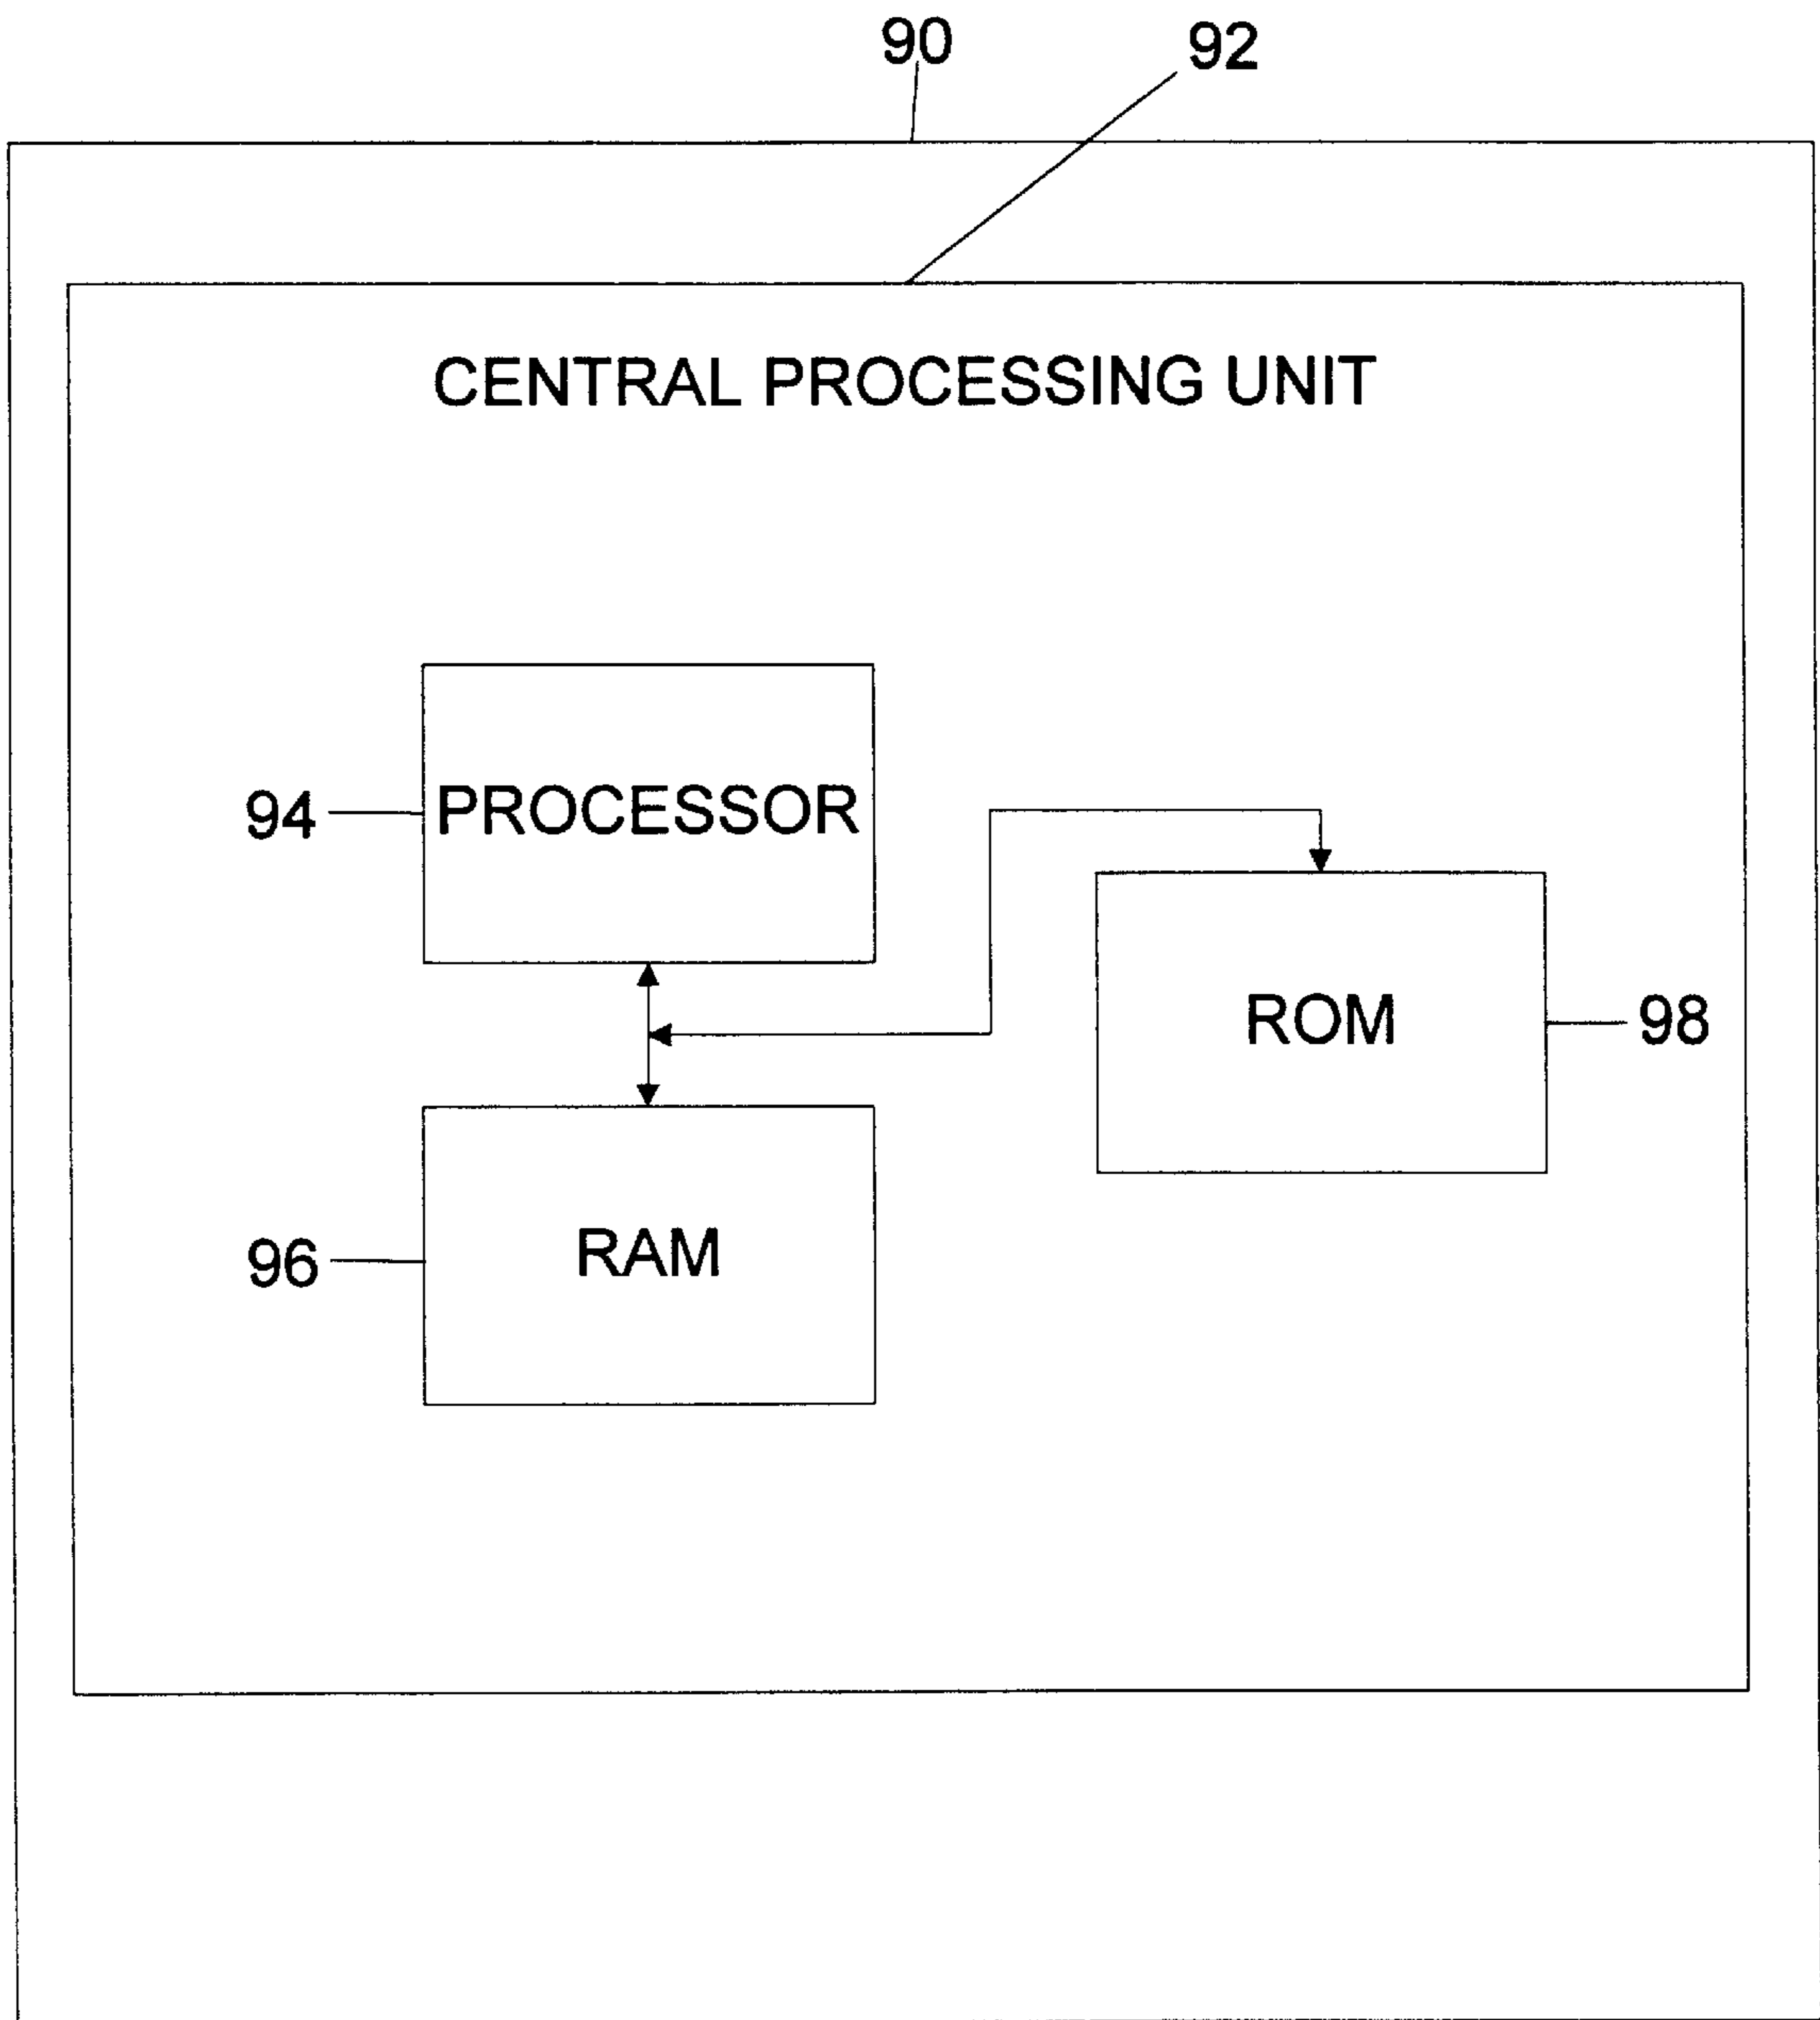 90
92
CENTRAL PROCESSING UNIT
94
PROCESSOR
ROM
98
96
RAM